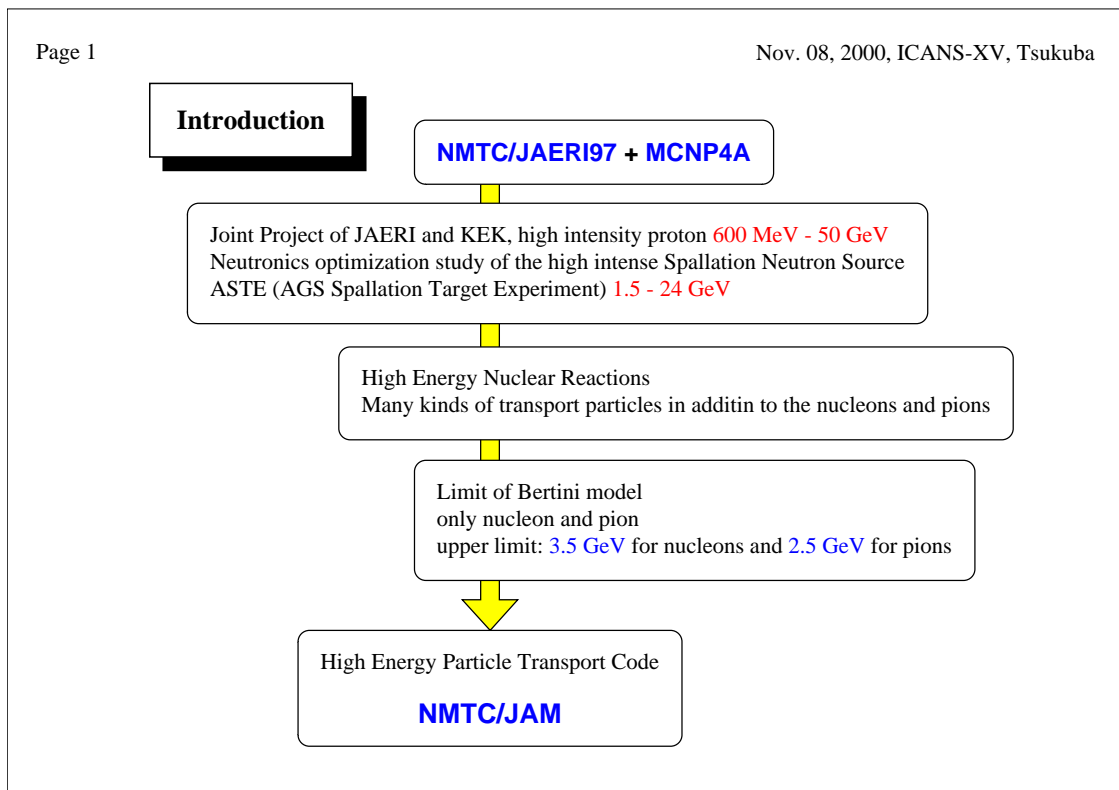 Page 1
Nov. 08, 2000, ICANS-XV, Tsukuba
Introduction
NMTC/JAERI97 + MCNP4A
Joint Project of JAERI and KEK, high intensity proton 600 MeV - 50 GeV
Neutronics optimization study of the high intense Spallation Neutron Source
ASTE (AGS Spallation Target Experiment) 1.5 - 24 GeV
High Energy Nuclear Reactions
Many kinds of transport particles in additin to the nucleons and pions
Limit of Bertini model
only nucleon and pion
upper limit: 3.5 GeV for nucleons and 2.5 GeV for pions
High Energy Particle Transport Code
NMTC/JAM